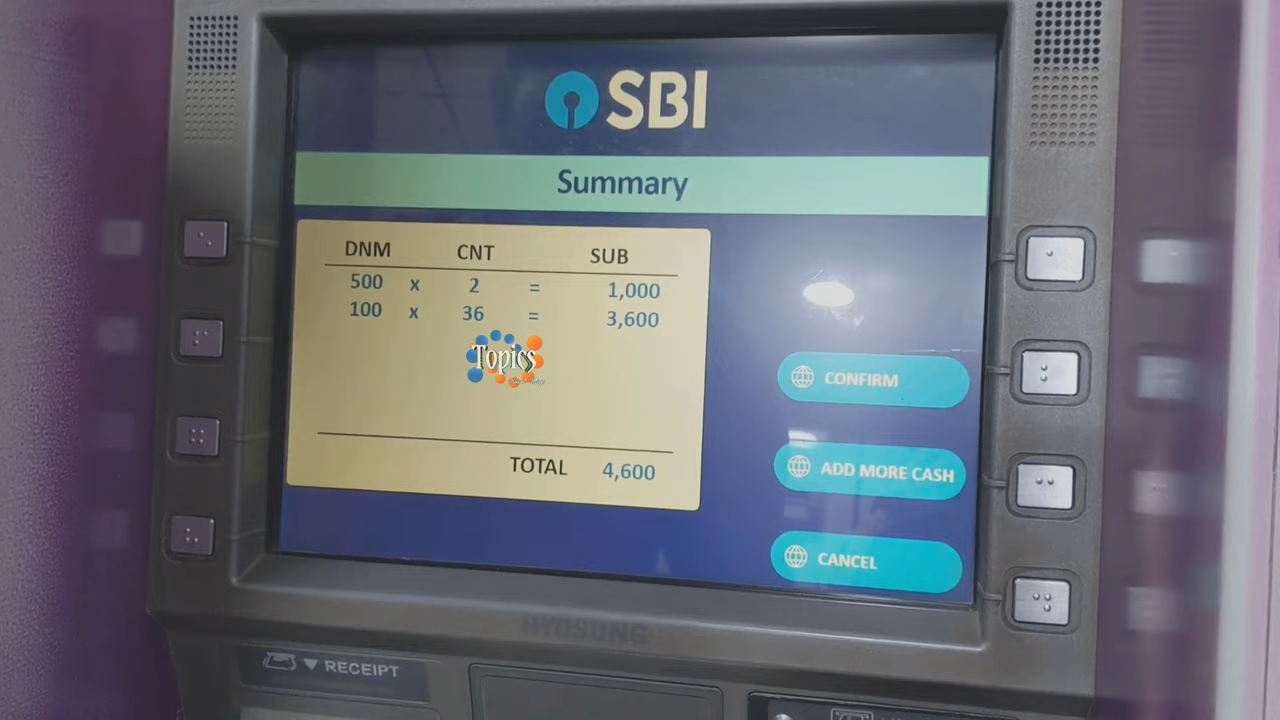 SBI
Summary
DNM CNT SUB
500 x 2 = 1,000
100 x 36 = 3,600
Topics
TOTAL 4,600
CONFIRM
ADD MORE CASH
CANCEL
HYOSUNG
RECEIPT